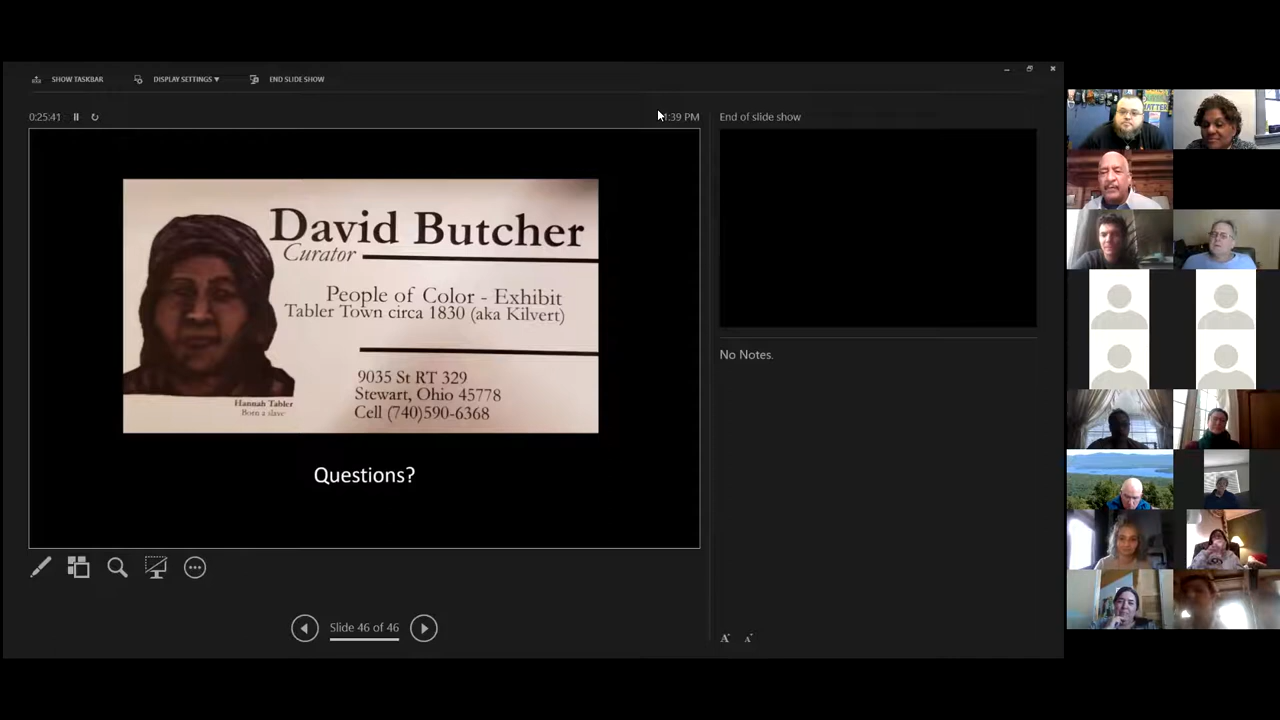 SHOW TASKBAR
DISPLAY SETTINGS ▾
END SLIDE SHOW
0:25:41
:39 PM
End of slide show
David Butcher
Curator
People of Color - Exhibit
Tabler Town circa 1830 (aka Kilvert)
9035 St RT 329
Stewart, Ohio 45778
Cell (740)590-6368
Hannah Tabler
Born a slave
Questions?
No Notes.
Slide 46 of 46
A
A